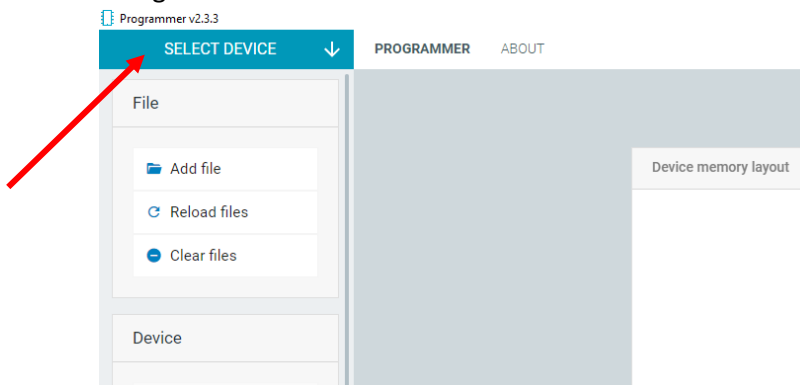 Programmer v2.3.3
SELECT DEVICE
PROGRAMMER ABOUT
File
Add file
Reload files
Clear files
Device memory layout
Device